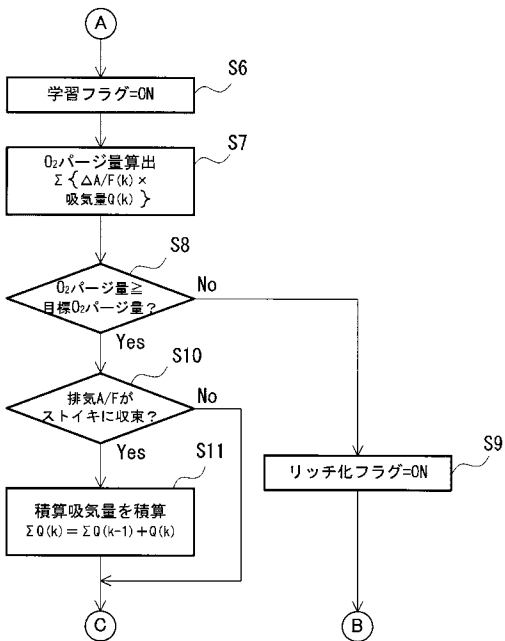 A
S6
学習フラグ=ON
S7
O₂パージ量算出
Σ{△A/F(k)×
吸気量Q(k)}
S8
O₂パージ量≧
目標O₂パージ量?
No
Yes
S10
排気A/Fが
ストイキに収束?
No
Yes
S9
リッチ化フラグ=ON
S11
積算吸気量を積算
ΣQ(k)=ΣQ(k-1)+Q(k)
C
B